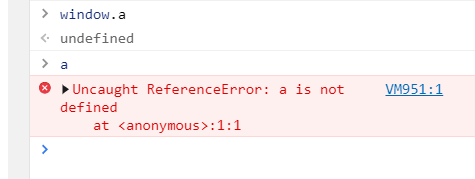 window.a
undefined
a
Uncaught ReferenceError: a is not VM951:1
defined
at <anonymous>:1:1